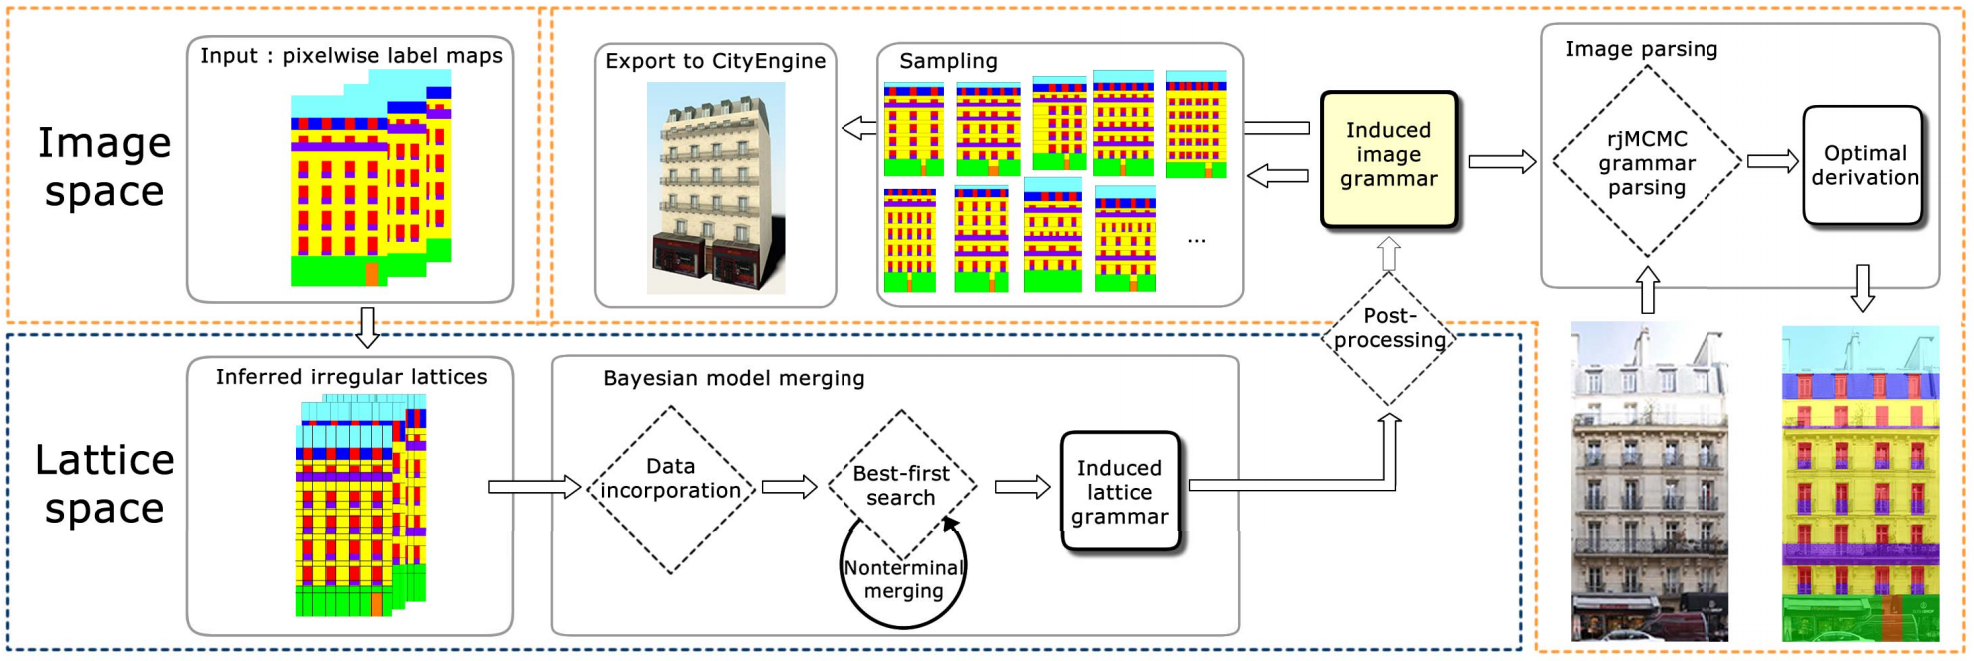 Image
space
Input : pixelwise label maps
Export to CityEngine
Sampling
...
Induced
image
grammar
Image parsing
rjMCMC
grammar
parsing
Optimal
derivation
Post-
processing
Lattice
space
Inferred irregular lattices
Bayesian model merging
Data
incorporation
Best-first
search
Nonterminal
merging
Induced
lattice
grammar